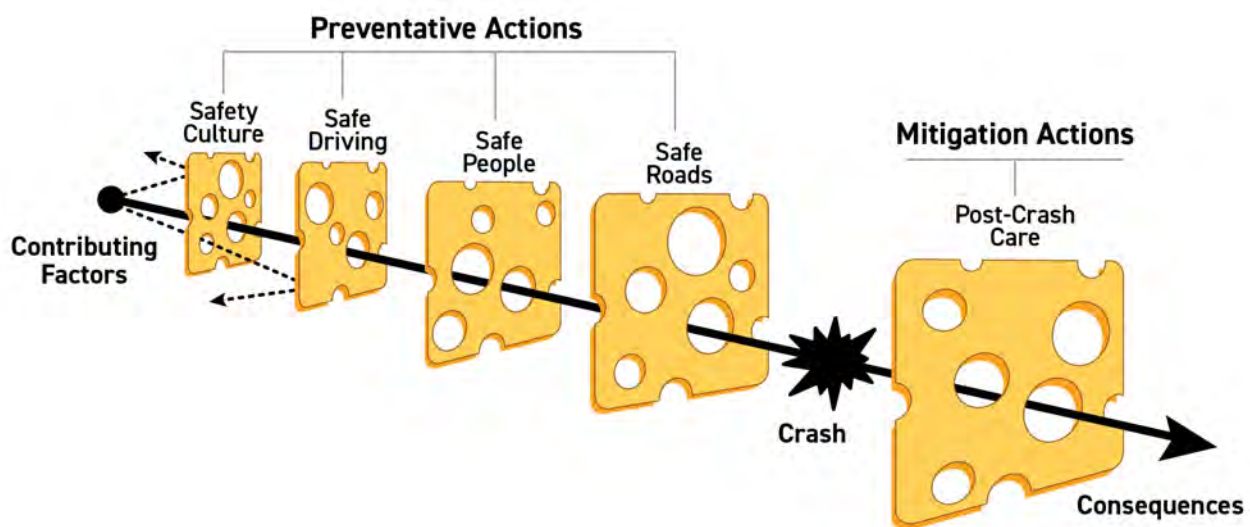 Preventative Actions
Safety
Culture
Safe
Driving
Safe
People
Safe
Roads
Mitigation Actions
Post-Crash
Care
Contributing
Factors
Crash
Consequences